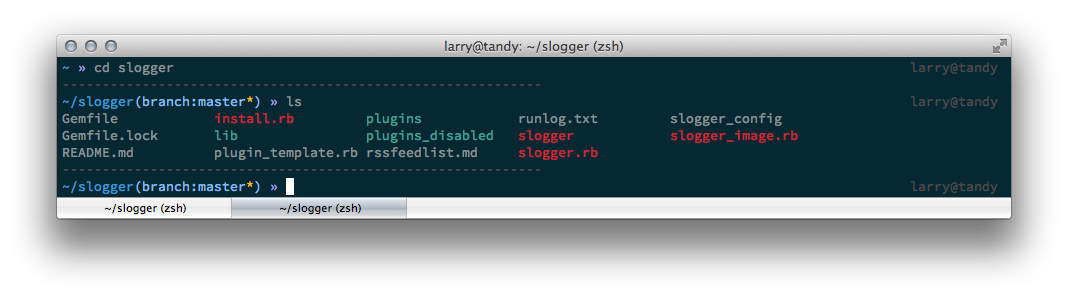 larry@tandy: ~/slogger (zsh)
~ » cd slogger larry@tandy
------------------------------------------------------------
~/slogger(branch:master*) » ls larry@tandy
Gemfile install.rb plugins runlog.txt slogger_config
Gemfile.lock lib plugins_disabled slogger slogger_image.rb
README.md plugin_template.rb rssfeedlist.md slogger.rb
------------------------------------------------------------
~/slogger(branch:master*) » larry@tandy
~/slogger (zsh) ~/slogger (zsh)